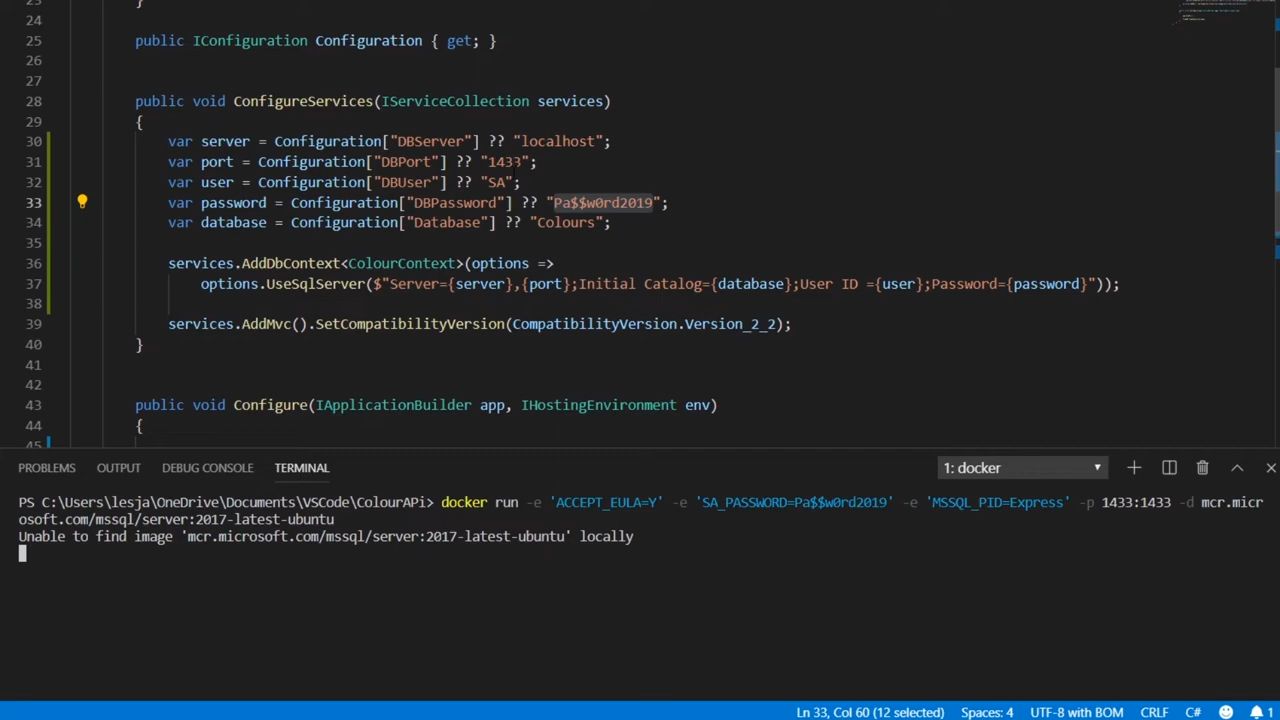 23 }
24
25 public IConfiguration Configuration { get; }
26
27
28 public void ConfigureServices(IServiceCollection services)
29 {
30 var server = Configuration["DBServer"] ?? "localhost";
31 var port = Configuration["DBPort"] ?? "1433";
32 var user = Configuration["DBUser"] ?? "SA";
33 var password = Configuration["DBPassword"] ?? "Pa$$w0rd2019";
34 var database = Configuration["Database"] ?? "Colours";
35
36 services.AddDbContext<ColourContext>(options =>
37 options.UseSqlServer($"Server={server},{port};Initial Catalog={database};User ID ={user};Password={password}"));
38
39 services.AddMvc().SetCompatibilityVersion(CompatibilityVersion.Version_2_2);
40 }
41
42
43 public void Configure(IApplicationBuilder app, IHostingEnvironment env)
44 {
45
PROBLEMS OUTPUT DEBUG CONSOLE TERMINAL 1: docker
PS C:\Users\lesja\OneDrive\Documents\VSCode\ColourAPi> docker run -e 'ACCEPT_EULA=Y' -e 'SA_PASSWORD=Pa$$w0rd2019' -e 'MSSQL_PID=Express' -p 1433:1433 -d mcr.micr
osoft.com/mssql/server:2017-latest-ubuntu
Unable to find image 'mcr.microsoft.com/mssql/server:2017-latest-ubuntu' locally
Ln 33, Col 60 (12 selected) Spaces: 4 UTF-8 with BOM CRLF C# 1